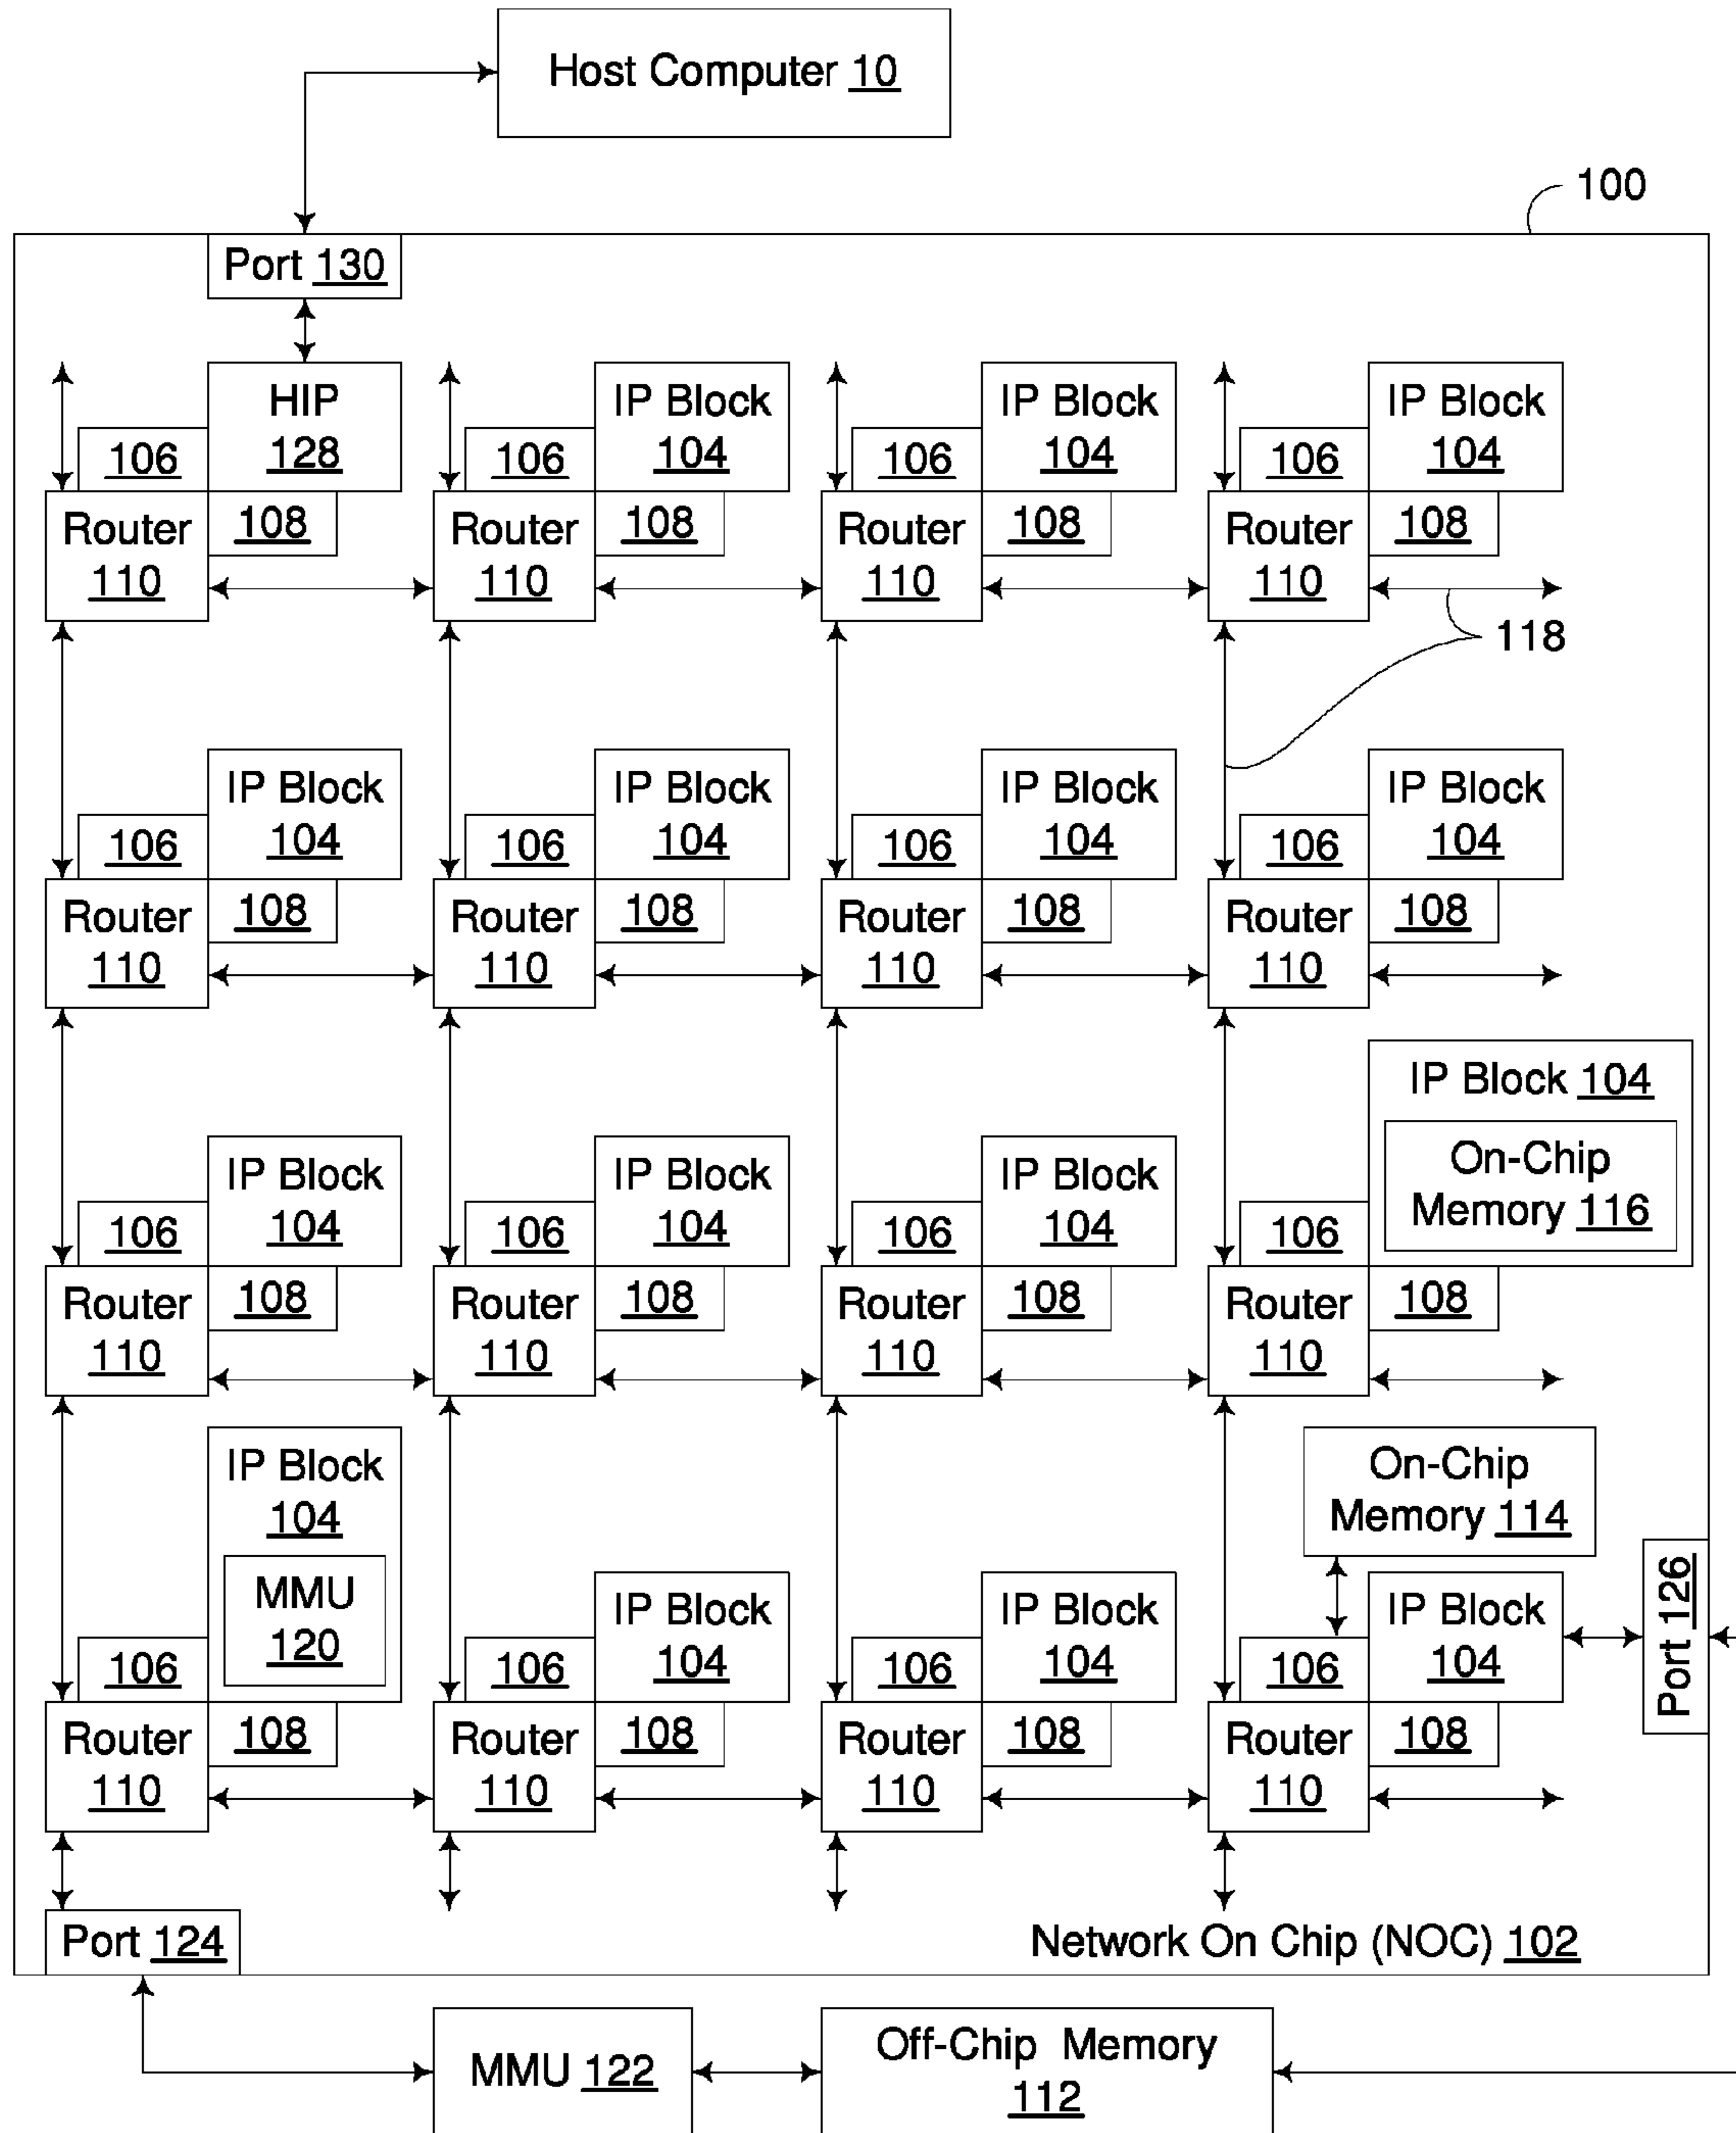 Host Computer 10
100
Port 130
HIP
128
106
108
Router
110
IP Block
104
106
108
Router
110
IP Block
104
106
108
Router
110
IP Block
104
106
108
Router
110
118
IP Block
104
106
108
Router
110
IP Block
104
106
108
Router
110
IP Block
104
106
108
Router
110
IP Block
104
106
108
Router
110
IP Block
104
106
108
Router
110
IP Block
104
106
108
Router
110
IP Block
104
106
108
Router
110
IP Block 104
On-Chip
Memory 116
106
108
Router
110
IP Block
104
MMU
120
106
108
Router
110
IP Block
104
106
108
Router
110
IP Block
104
106
108
Router
110
On-Chip
Memory 114
IP Block
104
106
108
Router
110
Port 126
Port 124
Network On Chip (NOC) 102
MMU 122
Off-Chip Memory
112